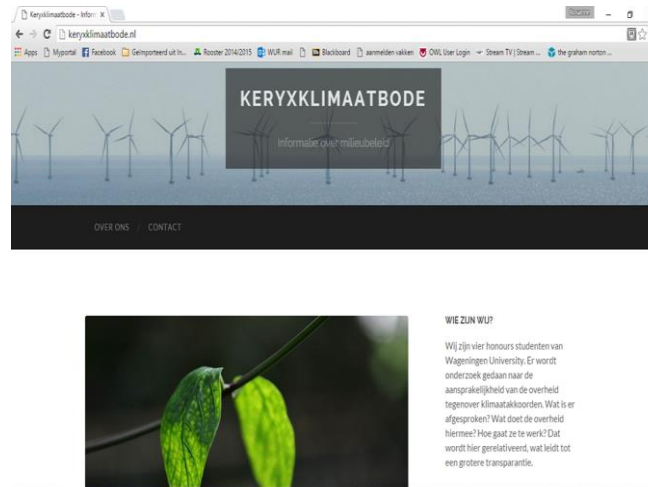 Keryxklimaatbode - Inform
keryxklimaatbode.nl
Apps Myportal Facebook Geïmporteerd uit In... Rooster 2014/2015 WUR mail Blackboard aanmelden vakken OWL User Login Stream TV | Stream ... the graham norton ...
KERYXKLIMAATBODE
Informatie over milieubeleid
OVER ONS / CONTACT
WIE ZIJN WIJ?
Wij zijn vier honours studenten van
Wageningen University. Er wordt
onderzoek gedaan naar de
aansprakelijkheid van de overheid
tegenover klimaatakkoorden. Wat is er
afgesproken? Wat doet de overheid
hiermee? Hoe gaat ze te werk? Dat
wordt hier gerelativeerd, wat leidt tot
een grotere transparantie.